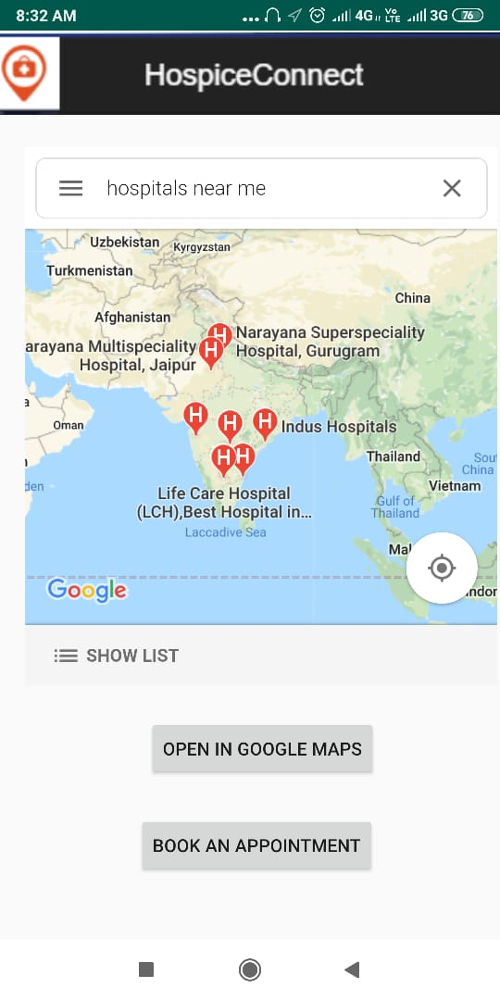 8:32 AM
4G
Vo
LTE
3G
76
HospiceConnect
hospitals near me
Uzbekistan
Kyrgyzstan
Turkmenistan
China
Afghanistan
Narayana Superspeciality
Hospital, Gurugram
arayana Multispeciality
Hospital, Jaipur
H
H
H
H
H
Indus Hospitals
Oman
H
H
Thailand
Sou
China
Vietnam
den
Life Care Hospital
(LCH),Best Hospital in...
Gulf of
Thailand
Laccadive Sea
Mal
ndor
Google
SHOW LIST
OPEN IN GOOGLE MAPS
BOOK AN APPOINTMENT